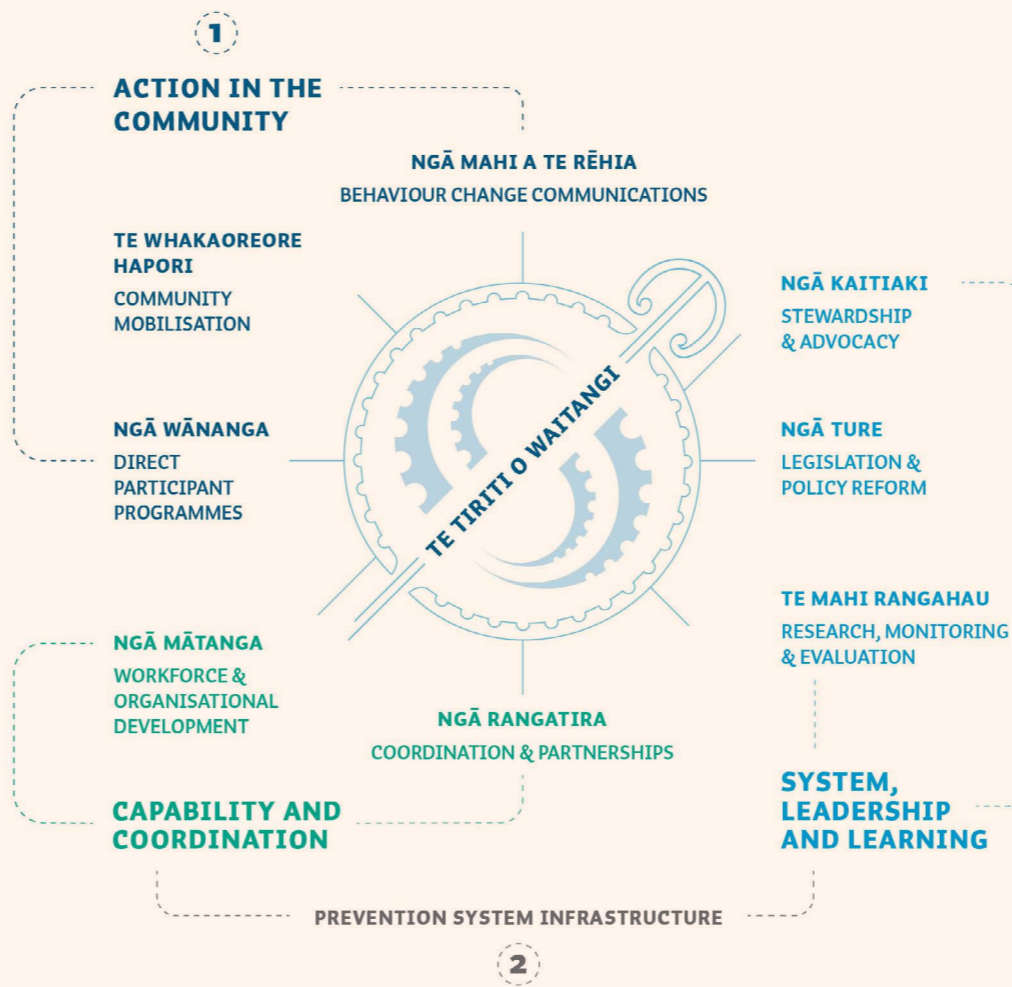 1
ACTION IN THE
COMMUNITY
NGĀ MAHI A TE RĒHIA
BEHAVIOUR CHANGE COMMUNICATIONS
TE WHAKAOREORE
HAPORI
COMMUNITY
MOBILISATION
NGĀ WĀNANGA
DIRECT
PARTICIPANT
PROGRAMMES
TE TIRITI O WAITANGI
NGĀ KAITIAKI
STEWARDSHIP
& ADVOCACY
NGĀ TURE
LEGISLATION &
POLICY REFORM
TE MAHI RANGAHAU
RESEARCH, MONITORING
& EVALUATION
NGĀ MĀTANGA
WORKFORCE &
ORGANISATIONAL
DEVELOPMENT
NGĀ RANGATIRA
COORDINATION & PARTNERSHIPS
CAPABILITY AND
COORDINATION
SYSTEM,
LEADERSHIP
AND LEARNING
PREVENTION SYSTEM INFRASTRUCTURE
2